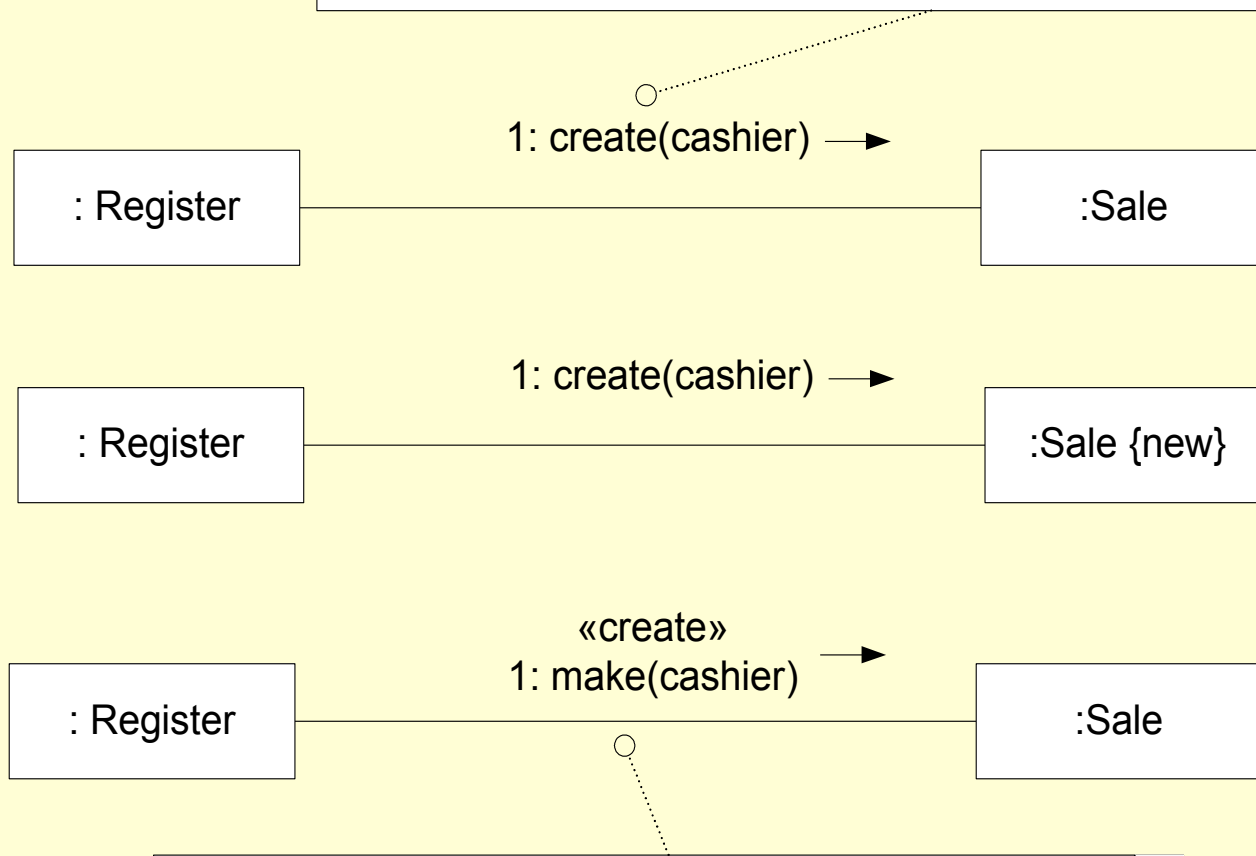 1: create(cashier)
: Register
:Sale
1: create(cashier)
: Register
:Sale {new}
«create»
1: make(cashier)
: Register
:Sale